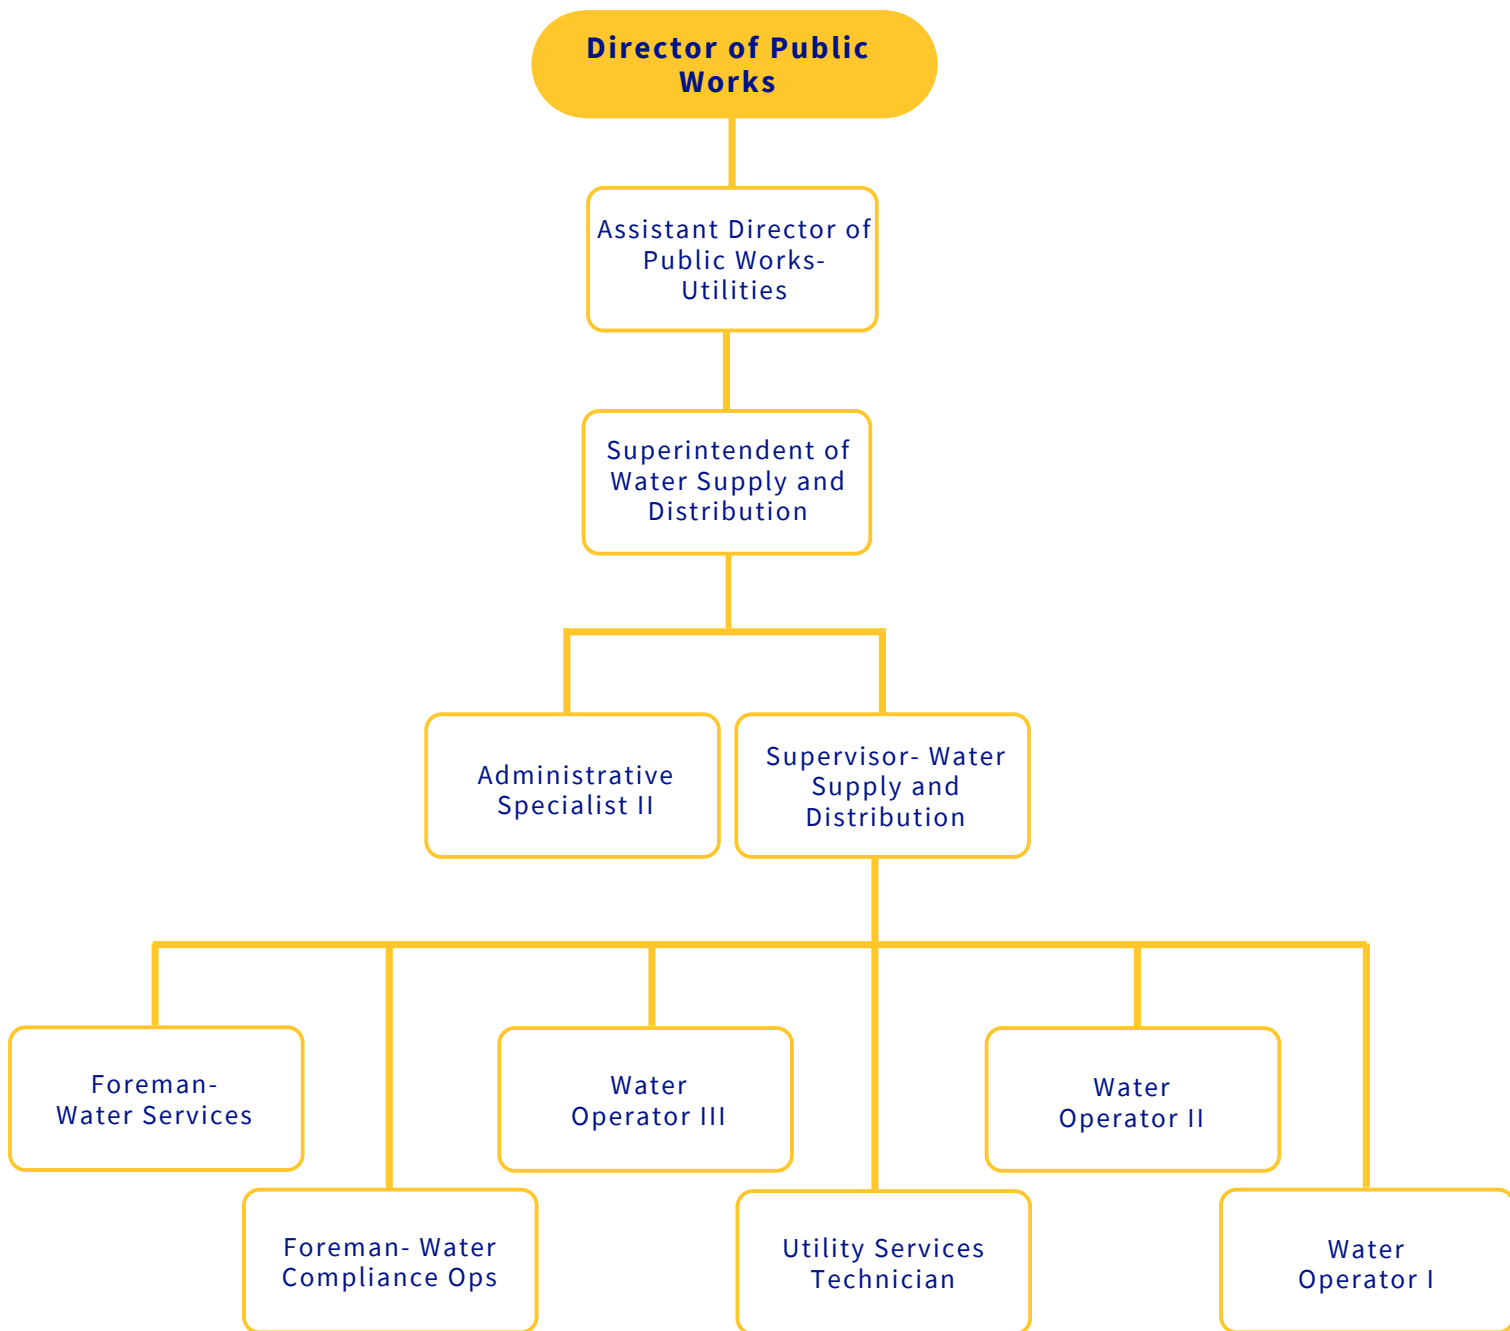 Director of Public
Works
Assistant Director of
Public Works-
Utilities
Superintendent of
Water Supply and
Distribution
Administrative
Specialist II
Supervisor- Water
Supply and
Distribution
Foreman-
Water Services
Water
Operator III
Water
Operator II
Foreman- Water
Compliance Ops
Utility Services
Technician
Water
Operator I